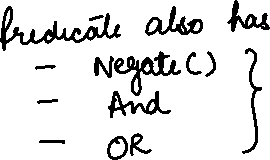 Predicate also has
- Negate()
- And
- OR